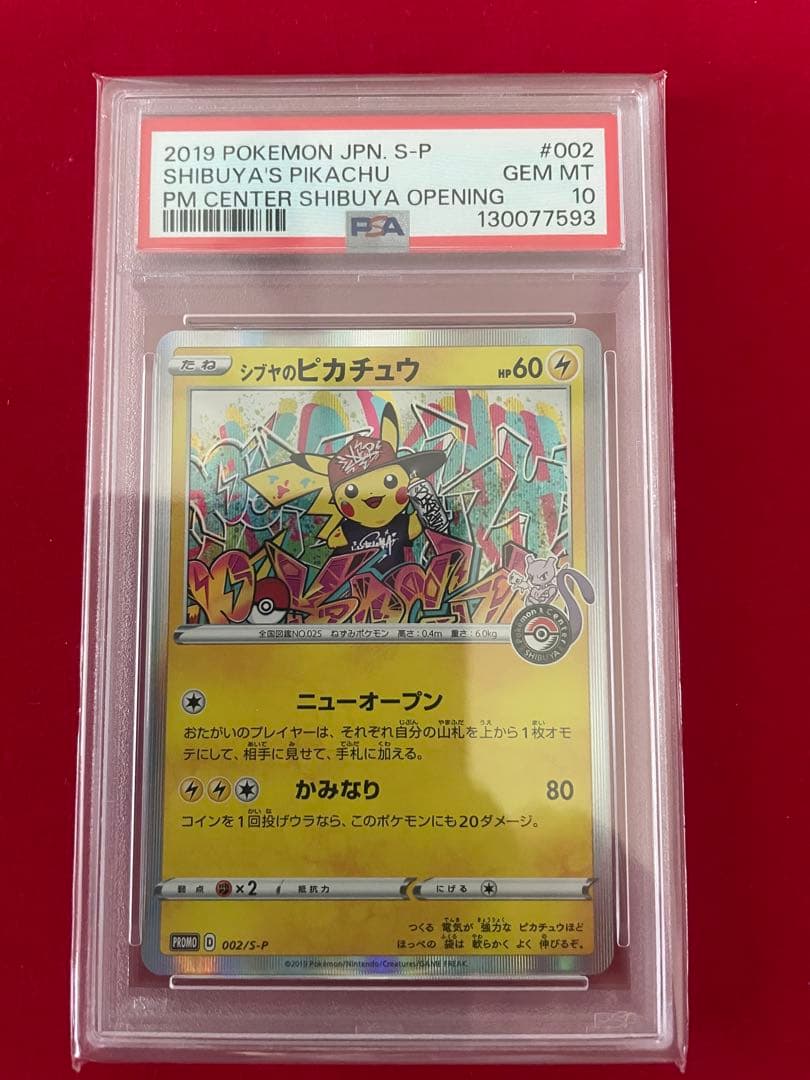 2019 POKEMON JPN. S-P #002
SHIBUYA'S PIKACHU GEM MT
PM CENTER SHIBUYA OPENING 10
PSA 130077593
たね シブヤのピカチュウ HP60
Pokémon Center
SHIBUYA
全国図鑑NO.025 ねずみポケモン 高さ:0.4m 重さ:6.0kg
ニューオープン
おたがいのプレイヤーは、それぞれ自分の山札を上から1枚オモ
テにして、相手に見せて、手札に加える。
かみなり 80
コインを1回投げウラなら、このポケモンにも20ダメージ。
弱点 ×2 抵抗力 にげる
つくる 電気が 強力な ピカチュウほど
ほっぺの 袋は 軟らかく よく 伸びるぞ。
PROMO D 002/S-P
©2019 Pokémon/Nintendo/Creatures/GAME FREAK.
PSA